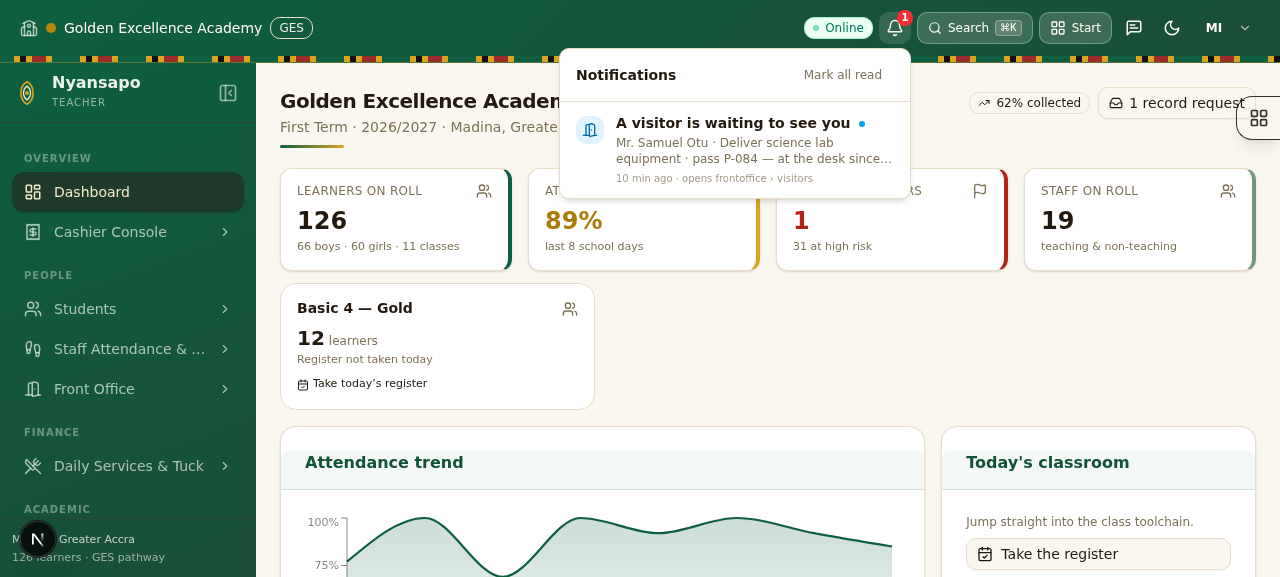 Golden Excellence Academy GES
Online 1 Search ⌘K Start MI
Nyansapo
TEACHER
OVERVIEW
Dashboard
Cashier Console
PEOPLE
Students
Staff Attendance & ...
Front Office
FINANCE
Daily Services & Tuck
ACADEMIC
Greater Accra
126 learners · GES pathway
N
Notifications Mark all read
A visitor is waiting to see you
Mr. Samuel Otu · Deliver science lab
equipment · pass P-084 — at the desk since...
10 min ago · opens frontoffice › visitors
Golden Excellence
First Term · 2026/2027 · Madina,
62% collected 1 record request
LEARNERS ON ROLL
126
66 boys · 60 girls · 11 classes
89%
last 8 school days
1
31 at high risk
STAFF ON ROLL
19
teaching & non-teaching
Basic 4 — Gold
12 learners
Register not taken today
Take today’s register
Attendance trend
100%
75%
Today's classroom
Jump straight into the class toolchain.
Take the register